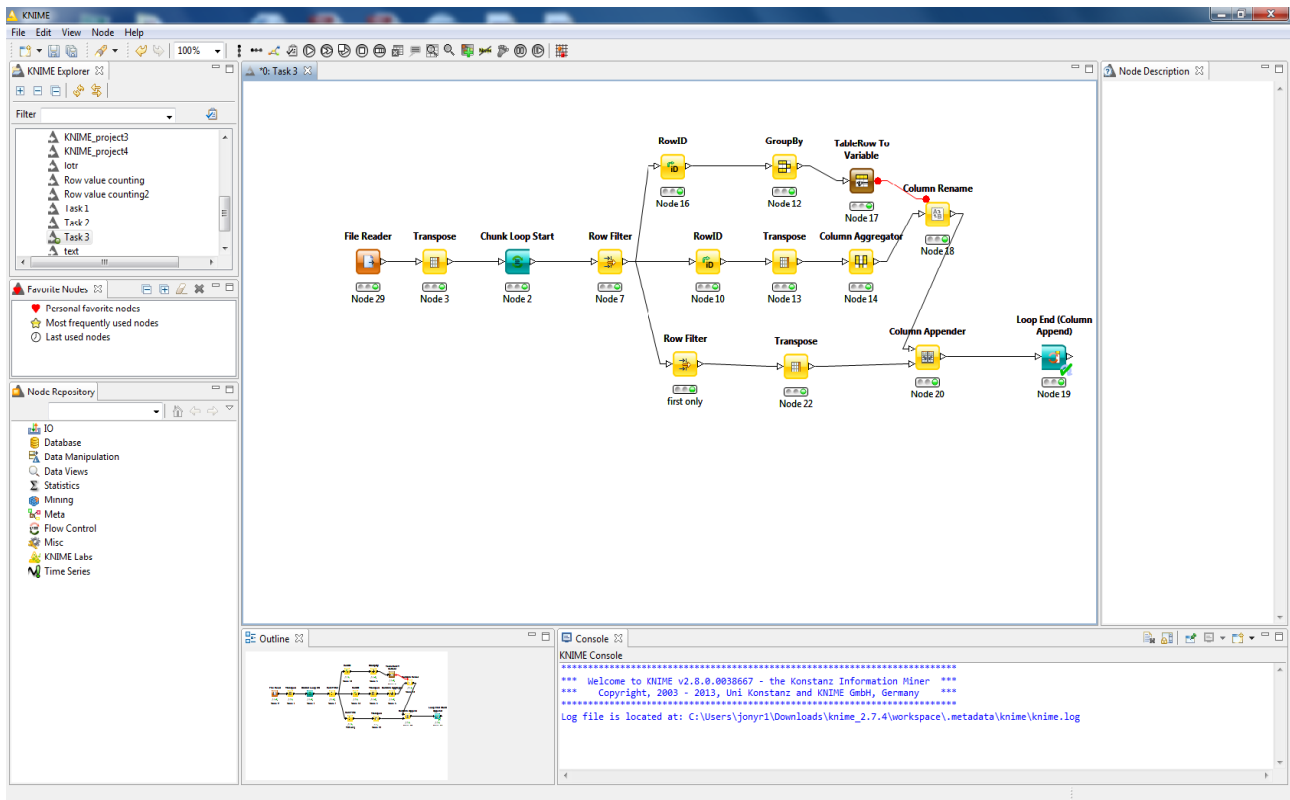 KNIME
File Edit View Node Help
100%
KNIME Explorer
*0: Task 3
Node Description
Filter
KNIME_project3
KNIME_project4
lotr
Row value counting
Row value counting2
Task 1
Task 2
Task 3
text
Favorite Nodes
Personal favorite nodes
Most frequently used nodes
Last used nodes
Node Repository
IO
Database
Data Manipulation
Data Views
Statistics
Mining
Meta
Flow Control
Misc
KNIME Labs
Time Series
RowID
Node 16
GroupBy
Node 12
TableRow To
Variable
Node 17
Column Rename
Node 18
File Reader
Node 29
Transpose
Node 3
Chunk Loop Start
Node 2
Row Filter
Node 7
RowID
Node 10
Transpose
Node 13
Column Aggregator
Node 14
Row Filter
first only
Transpose
Node 22
Column Appender
Node 20
Loop End (Column
Append)
Node 19
Outline
Console
KNIME Console
*************************************************************************
*** Welcome to KNIME v2.8.0.0038667 - the Konstanz Information Miner ***
*** Copyright, 2003 - 2013, Uni Konstanz and KNIME GmbH, Germany ***
*************************************************************************
Log file is located at: C:\Users\jonyr1\Downloads\knime_2.7.4\workspace\.metadata\knime\knime.log